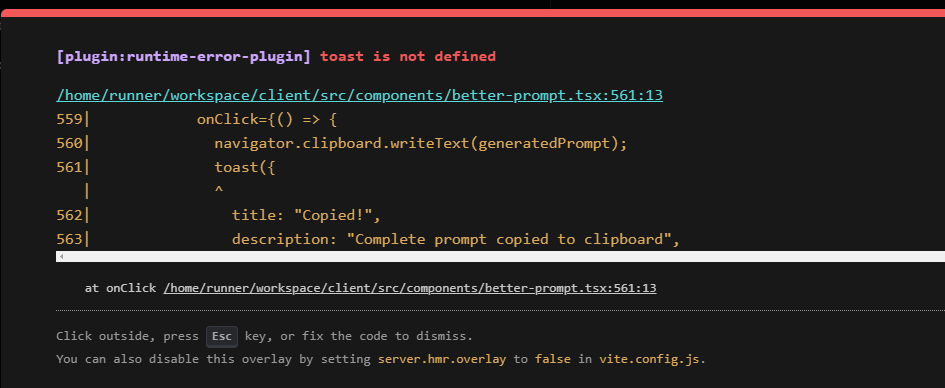 [plugin:runtime-error-plugin] toast is not defined
/home/runner/workspace/client/src/components/better-prompt.tsx:561:13
559|            onClick={() => {
560|              navigator.clipboard.writeText(generatedPrompt);
561|              toast({
   |              ^
562|                title: "Copied!",
563|                description: "Complete prompt copied to clipboard",
at onClick /home/runner/workspace/client/src/components/better-prompt.tsx:561:13
Click outside, press Esc key, or fix the code to dismiss.
You can also disable this overlay by setting server.hmr.overlay to false in vite.config.js.